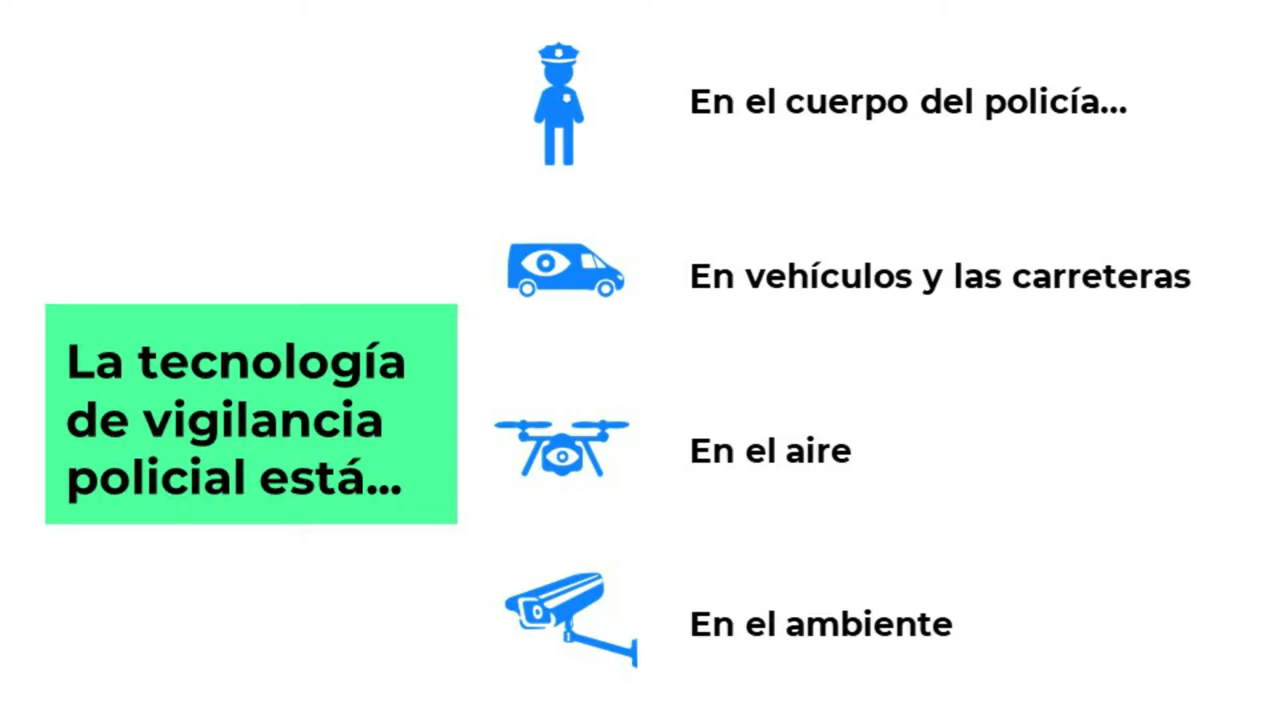 La tecnología
de vigilancia
policial está...
En el cuerpo del policía...
En vehículos y las carreteras
En el aire
En el ambiente